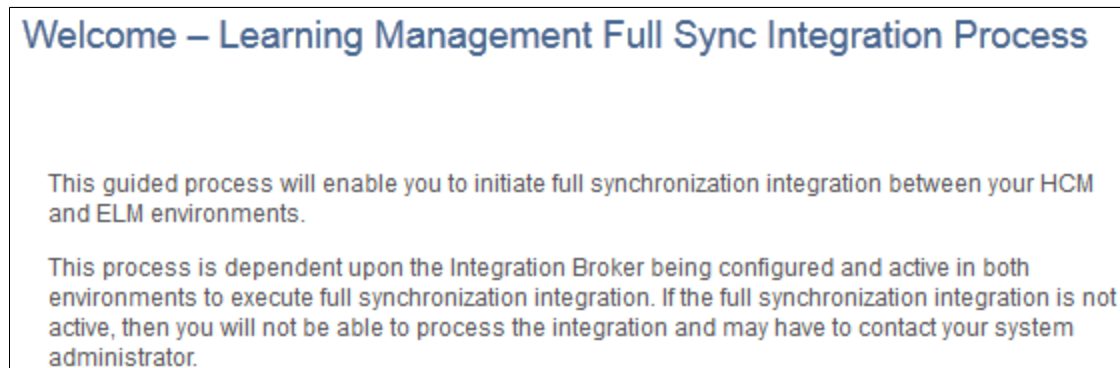 Welcome – Learning Management Full Sync Integration Process
This guided process will enable you to initiate full synchronization integration between your HCM
and ELM environments.
This process is dependent upon the Integration Broker being configured and active in both
environments to execute full synchronization integration. If the full synchronization integration is not
active, then you will not be able to process the integration and may have to contact your system
administrator.